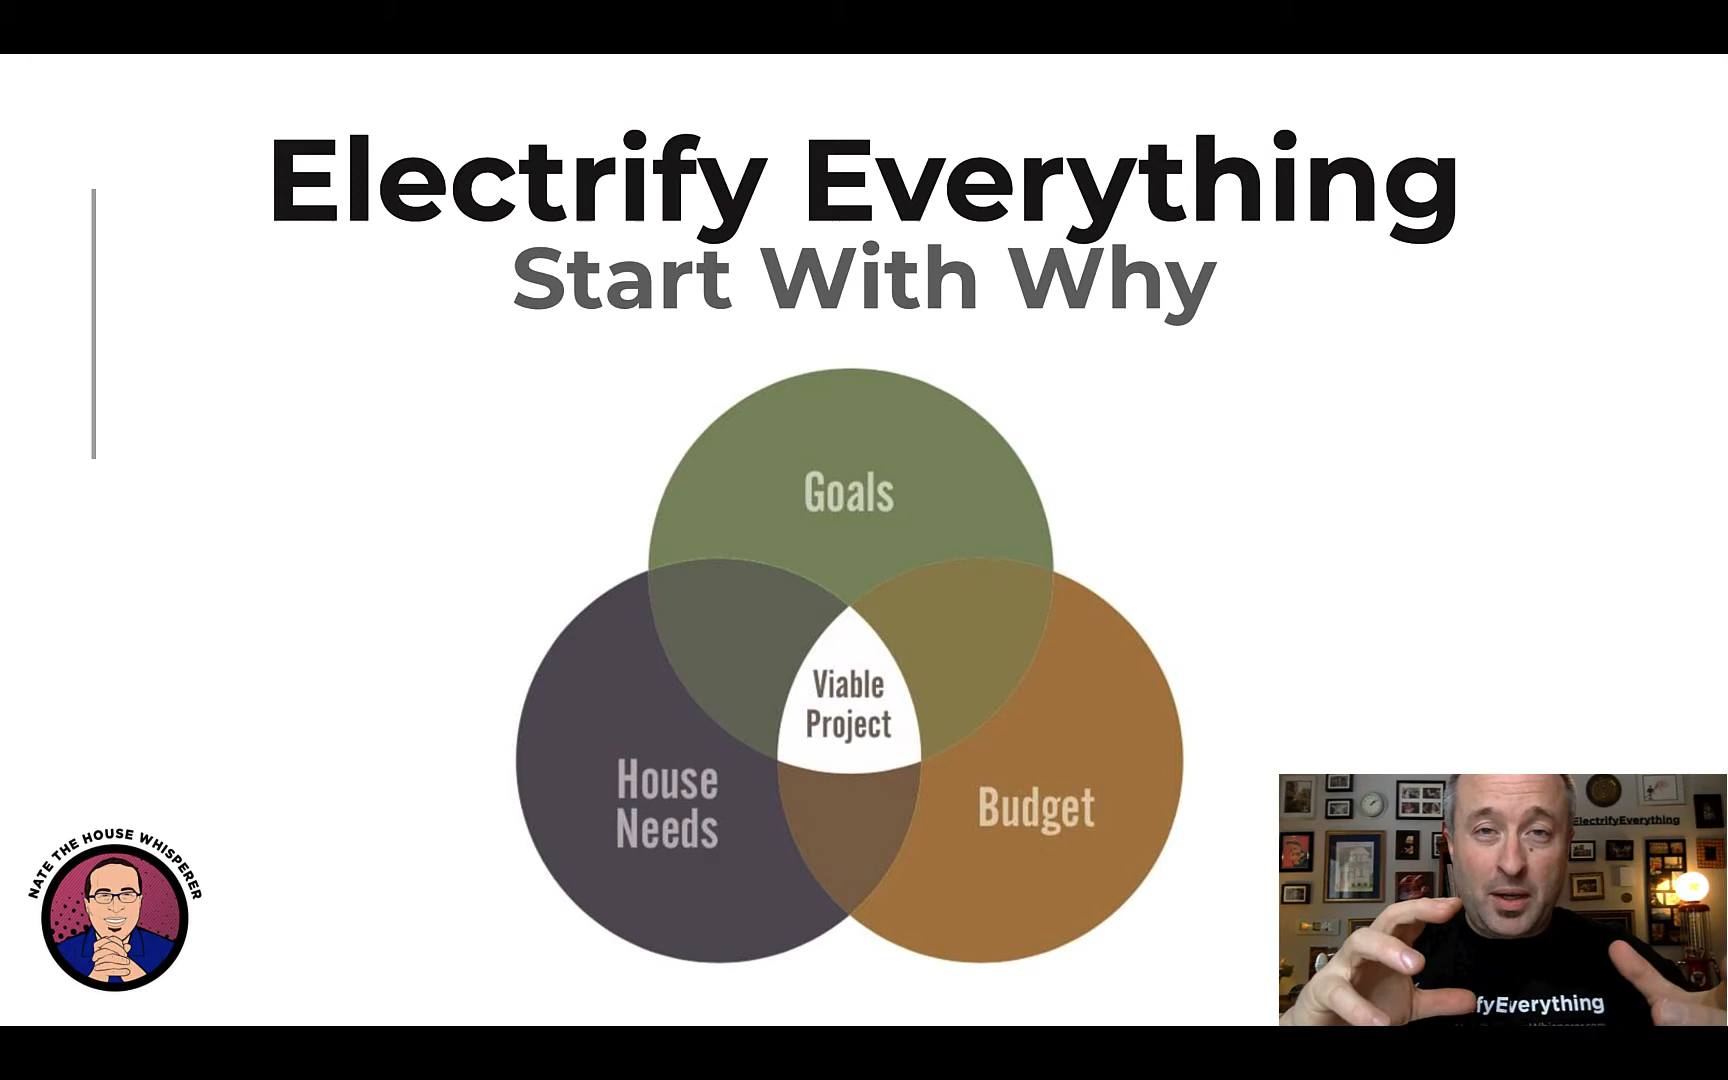 Electrify Everything
Start With Why
Goals
Viable
Project
House
Needs
Budget
NATE THE HOUSE WHISPERER
ElectrifyEverything
fyEverything